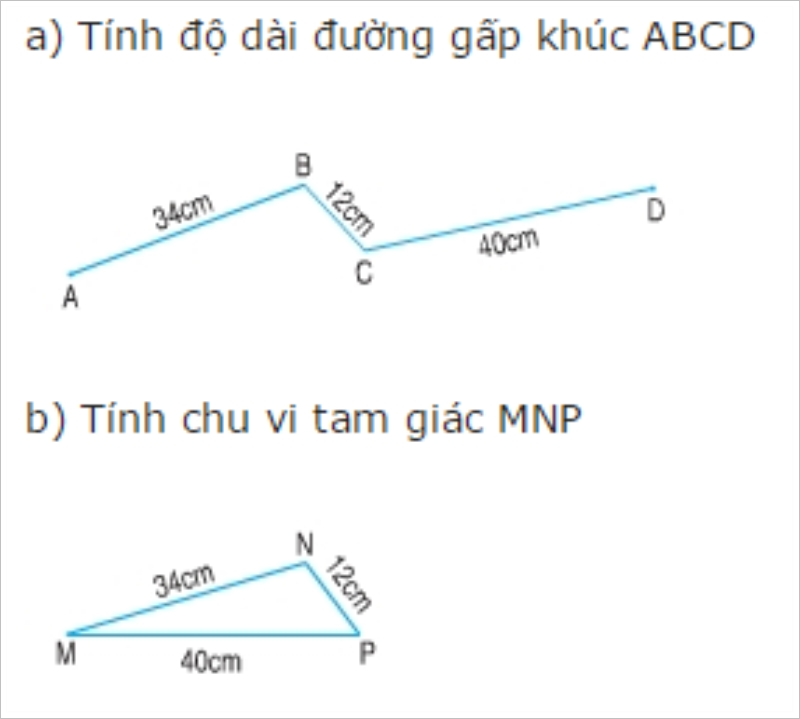 a) Tính độ dài đường gấp khúc ABCD
B
34cm
12cm
D
40cm
C
A
b) Tính chu vi tam giác MNP
N
34cm
12cm
M
40cm
P